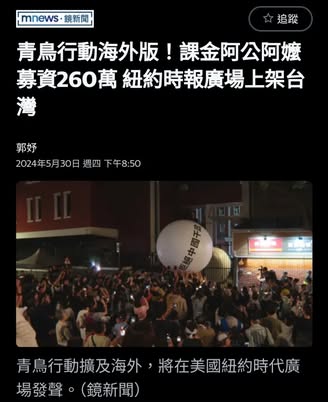 mnews·鏡新聞
☆ 追蹤
青鳥行動海外版！課金阿公阿嬤
募資260萬 紐約時報廣場上架台
灣
郭妤
2024年5月30日 週四 下午8:50
青鳥行動擴及海外，將在美國紐約時代廣
場發聲。（鏡新聞）